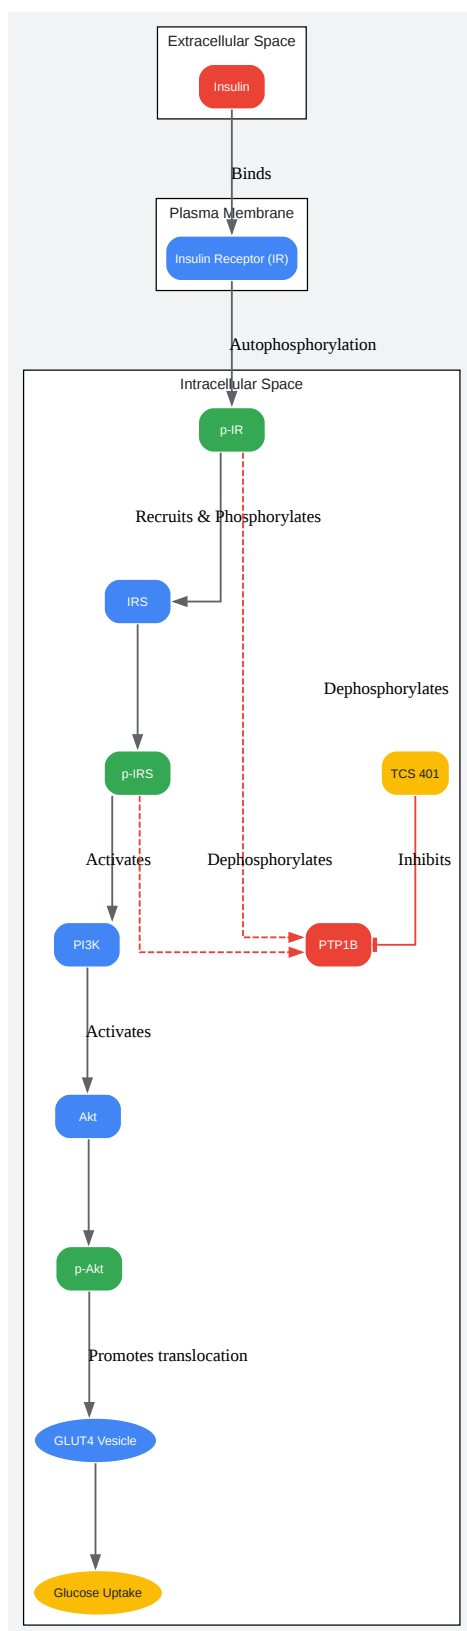 Extracellular Space
Insulin
Binds
Plasma Membrane
Insulin Receptor (IR)
Autophosphorylation
Intracellular Space
p-IR
Recruits & Phosphorylates
IRS
Dephosphorylates
p-IRS
TCS 401
Activates
Dephosphorylates
Inhibits
PI3K
PTP1B
Activates
Akt
p-Akt
Promotes translocation
GLUT4 Vesicle
Glucose Uptake